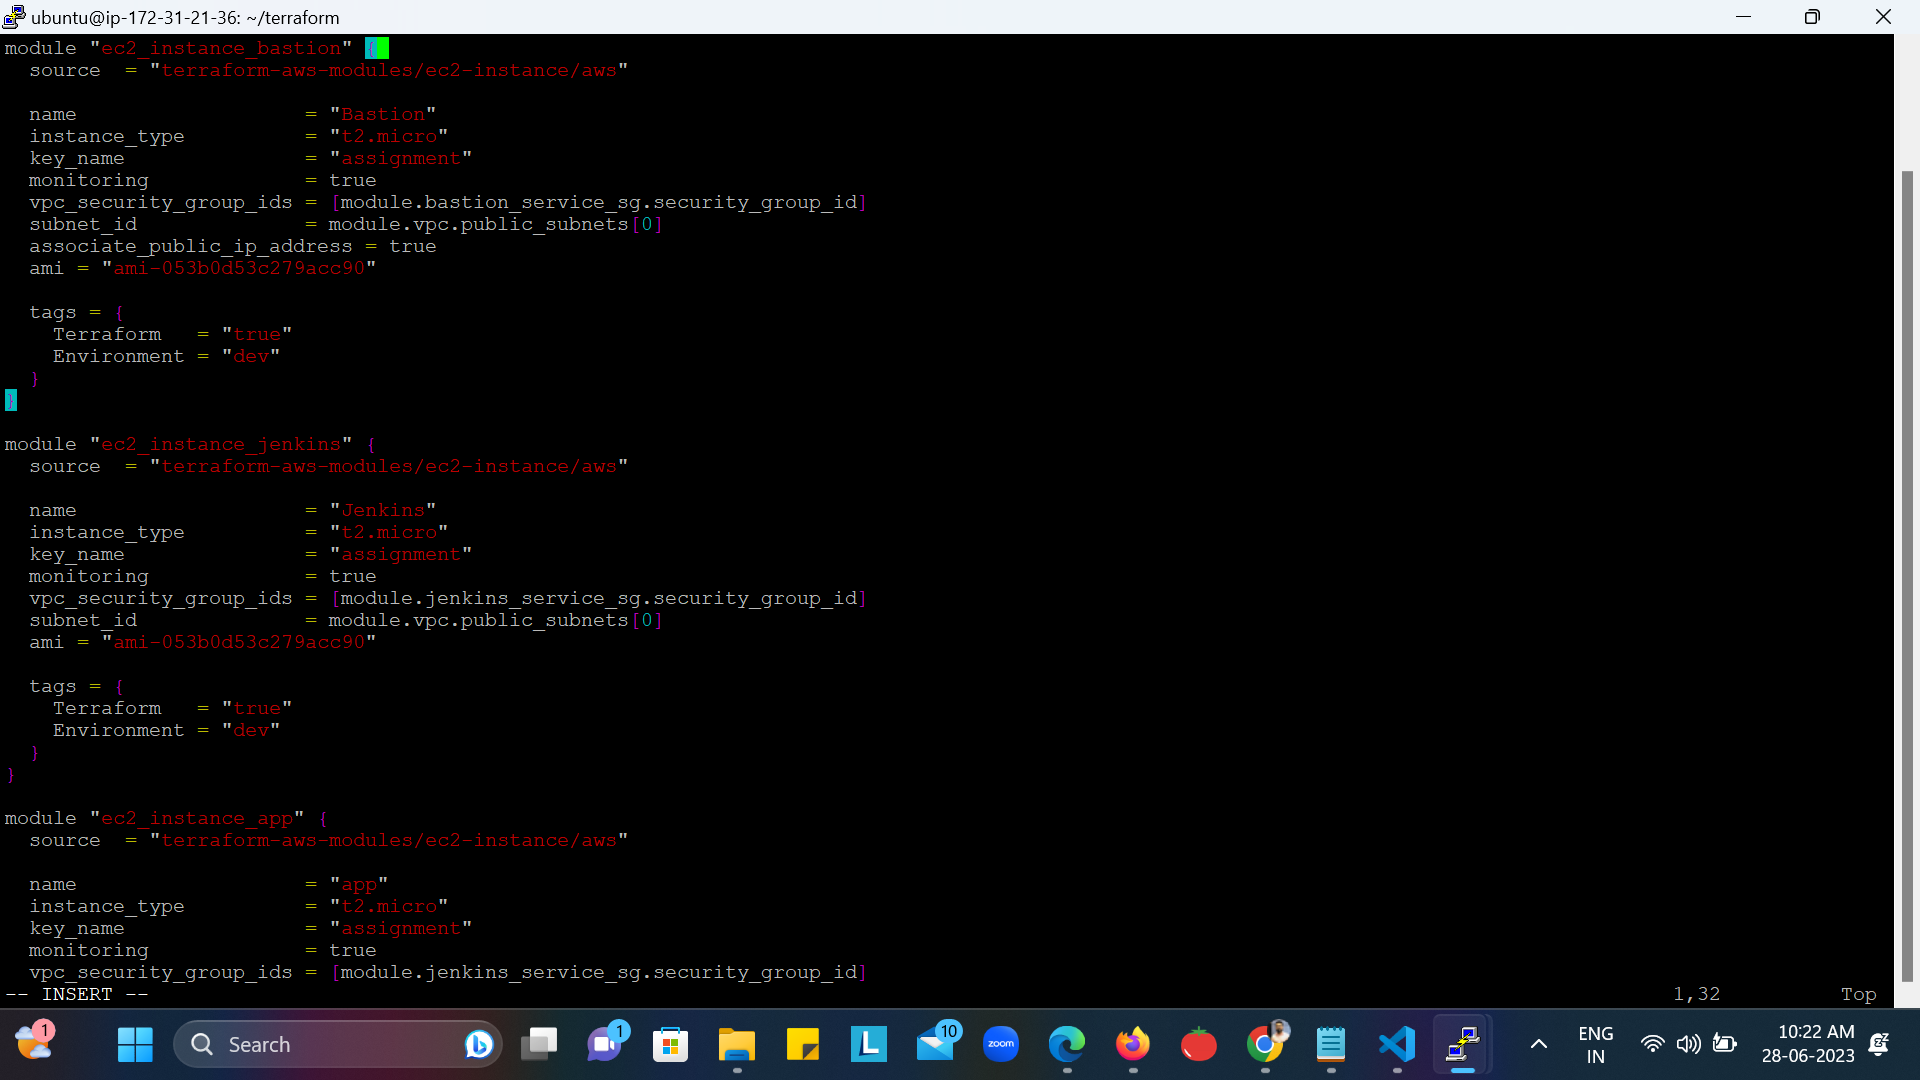 ubuntu@ip-172-31-21-36: ~/terraform
module "ec2_instance_bastion" {
  source  = "terraform-aws-modules/ec2-instance/aws"

  name                   = "Bastion"
  instance_type          = "t2.micro"
  key_name               = "assignment"
  monitoring             = true
  vpc_security_group_ids = [module.bastion_service_sg.security_group_id]
  subnet_id              = module.vpc.public_subnets[0]
  associate_public_ip_address = true
  ami = "ami-053b0d53c279acc90"

  tags = {
    Terraform   = "true"
    Environment = "dev"
  }
}

module "ec2_instance_jenkins" {
  source  = "terraform-aws-modules/ec2-instance/aws"

  name                   = "Jenkins"
  instance_type          = "t2.micro"
  key_name               = "assignment"
  monitoring             = true
  vpc_security_group_ids = [module.jenkins_service_sg.security_group_id]
  subnet_id              = module.vpc.public_subnets[0]
  ami = "ami-053b0d53c279acc90"

  tags = {
    Terraform   = "true"
    Environment = "dev"
  }
}

module "ec2_instance_app" {
  source  = "terraform-aws-modules/ec2-instance/aws"

  name                   = "app"
  instance_type          = "t2.micro"
  key_name               = "assignment"
  monitoring             = true
  vpc_security_group_ids = [module.jenkins_service_sg.security_group_id]
-- INSERT -- 1,32 Top
1
Search
1
10
zoom
L
ENG
IN
10:22 AM
28-06-2023